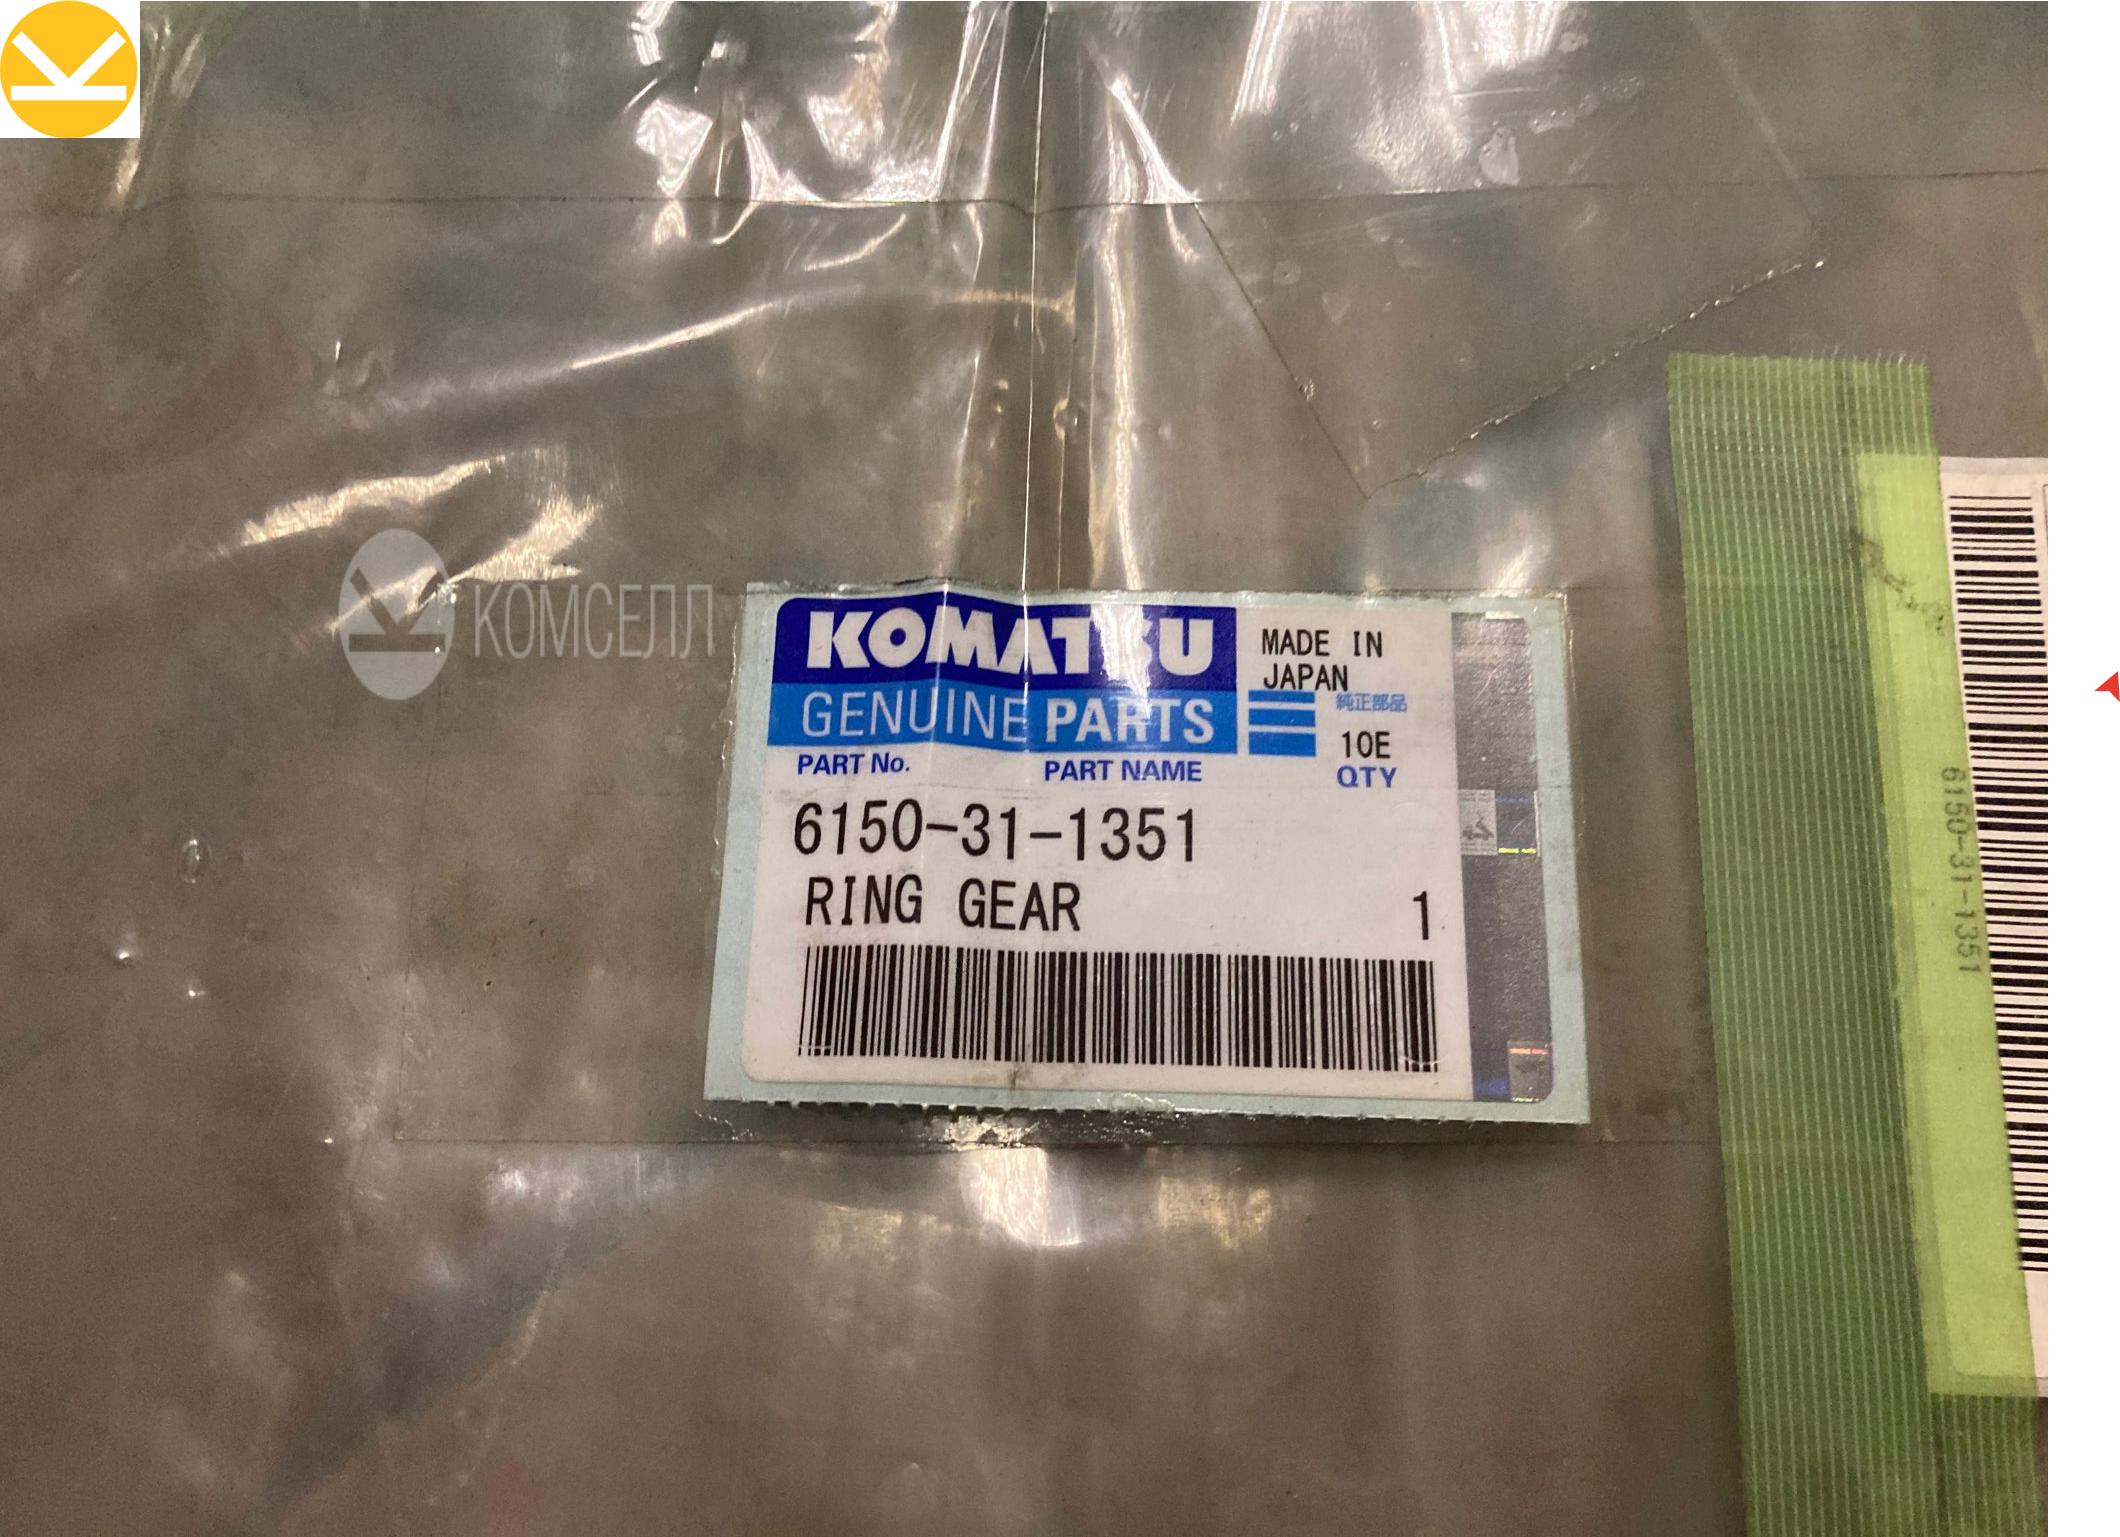 КОМСЕЛЛ
KOMATSU
GENUINE PARTS
MADE IN
JAPAN
純正部品
10E
PART No.
PART NAME
QTY
6150-31-1351
RING GEAR
1
6150-31-1351